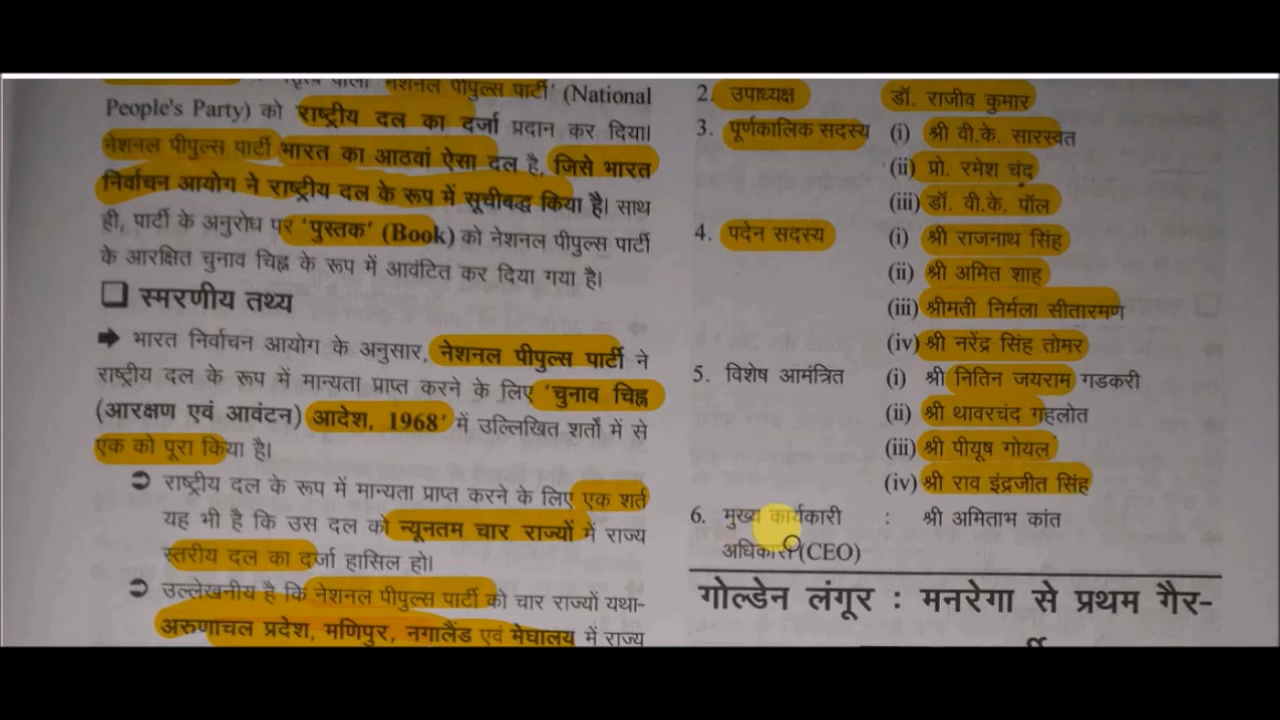 नेशनल पीपुल्स पार्टी' (National
People's Party) को राष्ट्रीय दल का दर्जा प्रदान कर दिया।
नेशनल पीपुल्स पार्टी भारत का आठवां ऐसा दल है, जिसे भारत
निर्वाचन आयोग ने राष्ट्रीय दल के रूप में सूचीबद्ध किया है। साथ
ही, पार्टी के अनुरोध पर 'पुस्तक' (Book) को नेशनल पीपुल्स पार्टी
के आरक्षित चुनाव चिह्न के रूप में आवंटित कर दिया गया है।
❑ स्मरणीय तथ्य
➡ भारत निर्वाचन आयोग के अनुसार, नेशनल पीपुल्स पार्टी ने
राष्ट्रीय दल के रूप में मान्यता प्राप्त करने के लिए 'चुनाव चिह्न
(आरक्षण एवं आवंटन) आदेश, 1968' में उल्लिखित शर्तों में से
एक को पूरा किया है।
➲ राष्ट्रीय दल के रूप में मान्यता प्राप्त करने के लिए एक शर्त
यह भी है कि उस दल को न्यूनतम चार राज्यों में राज्य
स्तरीय दल का दर्जा हासिल हो।
➲ उल्लेखनीय है कि नेशनल पीपुल्स पार्टी को चार राज्यों यथा-
अरुणाचल प्रदेश, मणिपुर, नगालैंड एवं मेघालय में राज्य
2. उपाध्यक्ष डॉ. राजीव कुमार
3. पूर्णकालिक सदस्य (i) श्री वी.के. सारस्वत
(ii) प्रो. रमेश चंद
(iii) डॉ. वी.के. पॉल
4. पदेन सदस्य (i) श्री राजनाथ सिंह
(ii) श्री अमित शाह
(iii) श्रीमती निर्मला सीतारमण
(iv) श्री नरेंद्र सिंह तोमर
5. विशेष आमंत्रित (i) श्री नितिन जयराम गडकरी
(ii) श्री थावरचंद गहलोत
(iii) श्री पीयूष गोयल
(iv) श्री राव इंद्रजीत सिंह
6. मुख्य कार्यकारी : श्री अमिताभ कांत
अधिकारी (CEO)
गोल्डेन लंगूर : मनरेगा से प्रथम गैर-